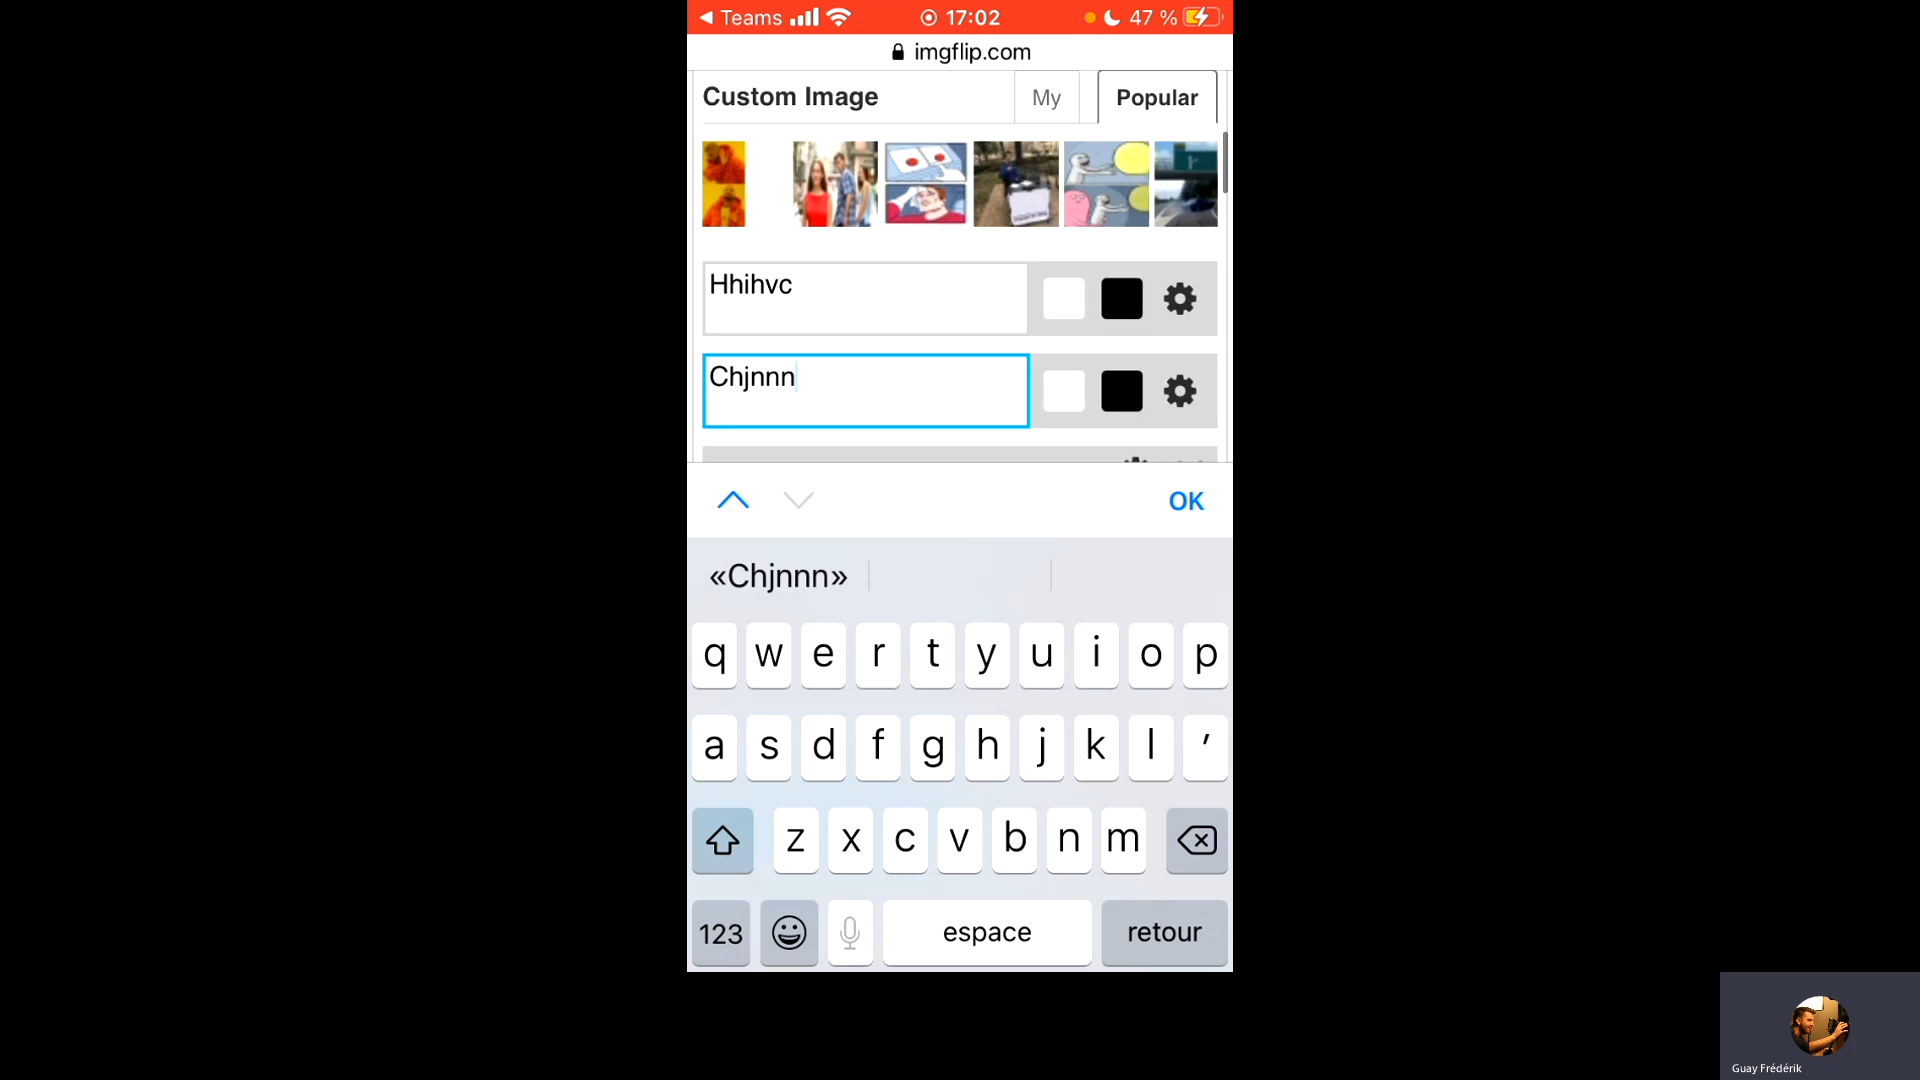 Teams 17:02 47 %
imgflip.com
Custom Image My Popular
Hhihvc
Chjnnn
OK
«Chjnnn»
q w e r t y u i o p
a s d f g h j k l ′
z x c v b n m
123 espace retour
Guay Frédérik